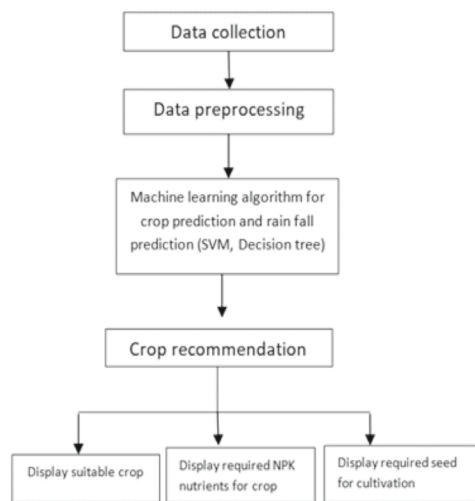 Data collection
Data preprocessing
Machine learning algorithm for
crop prediction and rain fall
prediction (SVM, Decision tree)
Crop recommendation
Display suitable crop
Display required NPK
nutrients for crop
Display required seed
for cultivation